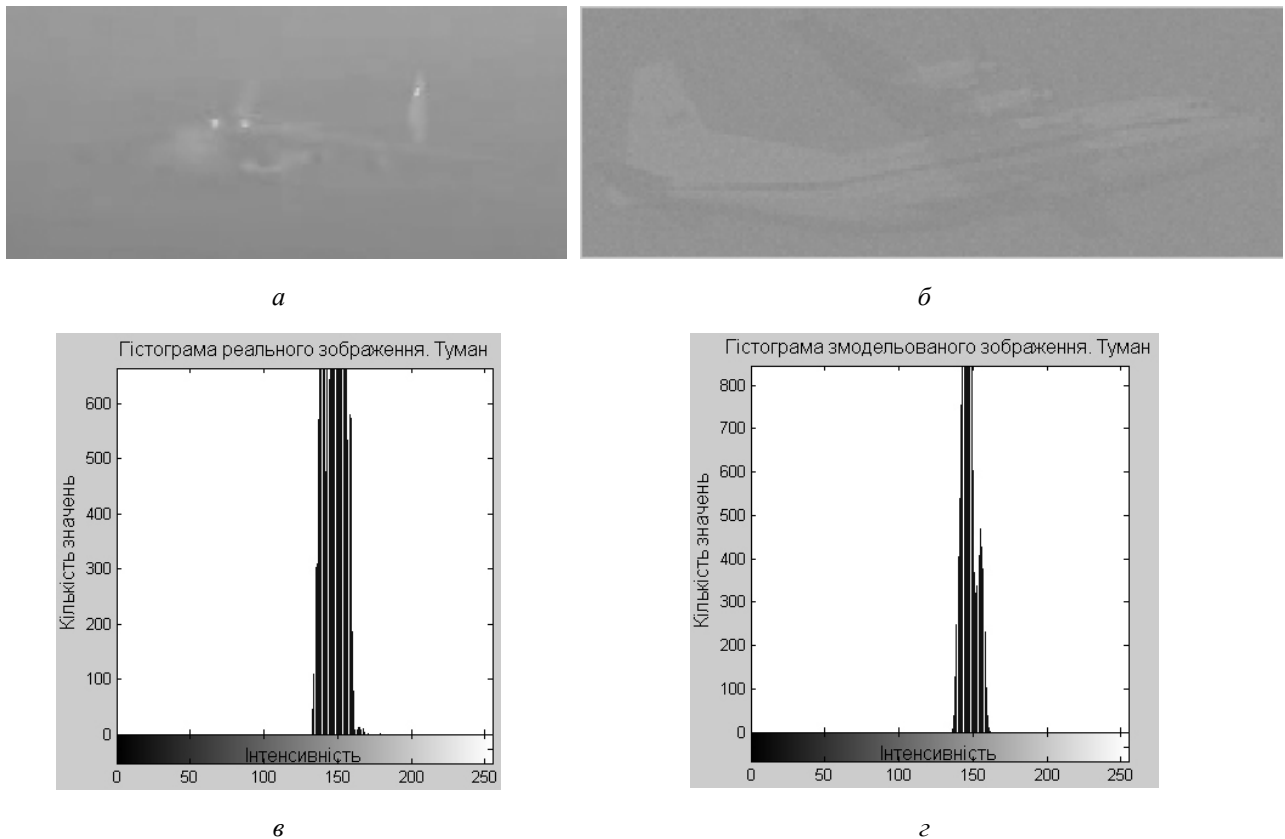 а
б
Гістограма реального зображення. Туман
Кількість значень
600
500
400
300
200
100
0
Інтенсивність
0 50 100 150 200 250
Гістограма змодельованого зображення. Туман
Кількість значень
800
700
600
500
400
300
200
100
0
Інтенсивність
0 50 100 150 200 250
в
г